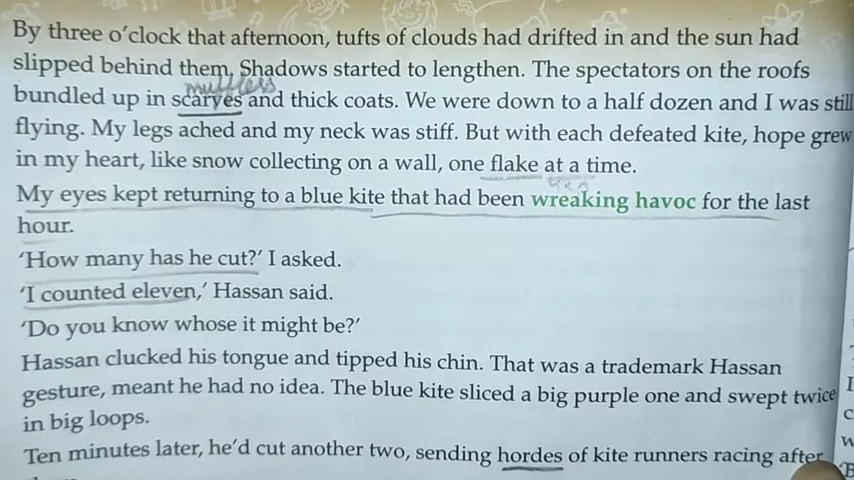 By three o'clock that afternoon, tufts of clouds had drifted in and the sun had
slipped behind them. Shadows started to lengthen. The spectators on the roofs
mufflers
bundled up in scarves and thick coats. We were down to a half dozen and I was still
flying. My legs ached and my neck was stiff. But with each defeated kite, hope grew
in my heart, like snow collecting on a wall, one flake at a time.
My eyes kept returning to a blue kite that had been wreaking havoc for the last
hour.
'How many has he cut?' I asked.
'I counted eleven,' Hassan said.
'Do you know whose it might be?'
Hassan clucked his tongue and tipped his chin. That was a trademark Hassan
gesture, meant he had no idea. The blue kite sliced a big purple one and swept twice
in big loops.
Ten minutes later, he'd cut another two, sending hordes of kite runners racing after